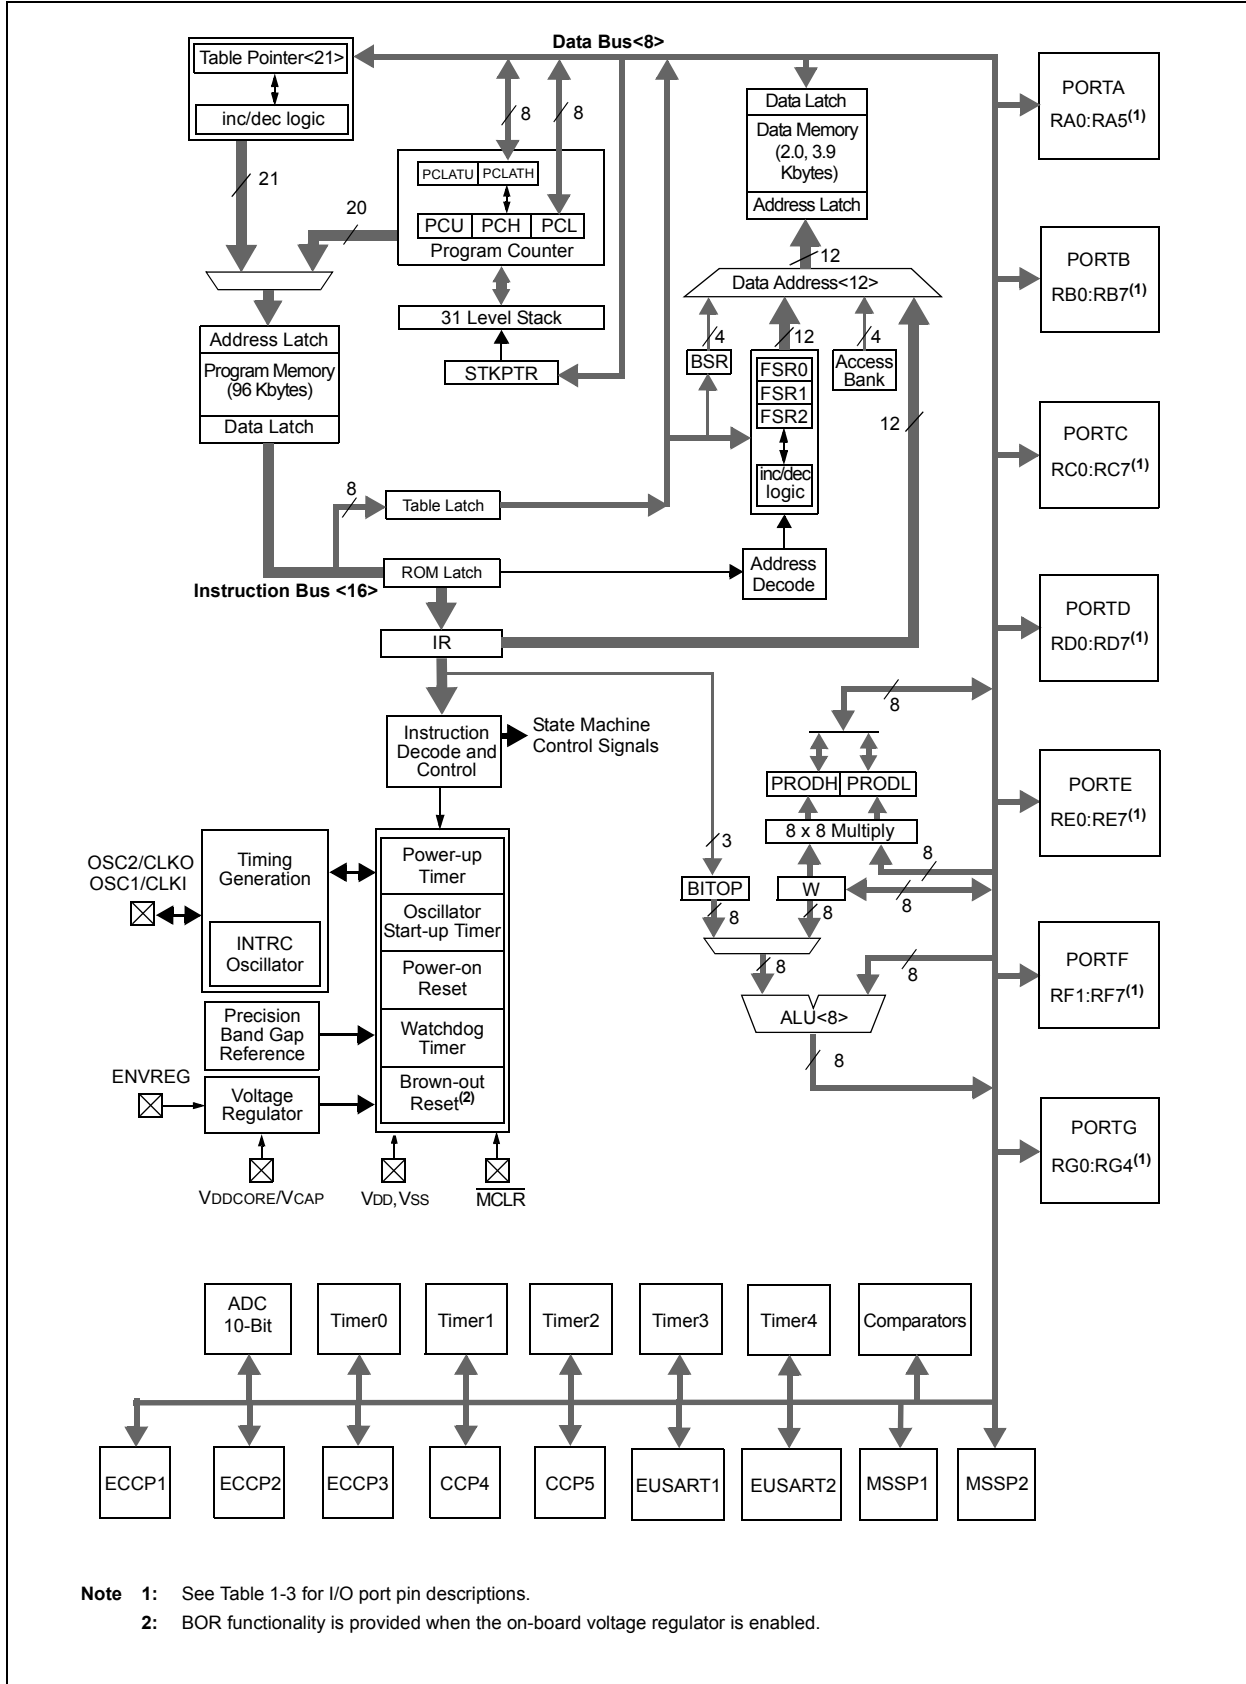 Data Bus<8>
Table Pointer<21>
inc/dec logic
21
20
8
8
PCLATU
PCLATH
PCU
PCH
PCL
Program Counter
31 Level Stack
STKPTR
Address Latch
Program Memory
(96 Kbytes)
Data Latch
8
Table Latch
ROM Latch
Instruction Bus <16>
IR
Data Latch
Data Memory
(2.0, 3.9
Kbytes)
Address Latch
12
Data Address<12>
4
12
4
BSR
FSR0
FSR1
FSR2
inc/dec
logic
Access
Bank
12
Address
Decode
Instruction
Decode and
Control
State Machine
Control Signals
8
PRODH
PRODL
8 x 8 Multiply
3
8
BITOP
W
8
8
8
8
8
ALU<8>
8
OSC2/CLKO
OSC1/CLKI
Timing
Generation
INTRC
Oscillator
Power-up
Timer
Oscillator
Start-up Timer
Power-on
Reset
Watchdog
Timer
Brown-out
Reset(2)
Precision
Band Gap
Reference
ENVREG
Voltage
Regulator
VDDCORE/VCAP
VDD, VSS
MCLR
PORTA
RA0:RA5(1)
PORTB
RB0:RB7(1)
PORTC
RC0:RC7(1)
PORTD
RD0:RD7(1)
PORTE
RE0:RE7(1)
PORTF
RF1:RF7(1)
PORTG
RG0:RG4(1)
ADC
10-Bit
Timer0
Timer1
Timer2
Timer3
Timer4
Comparators
ECCP1
ECCP2
ECCP3
CCP4
CCP5
EUSART1
EUSART2
MSSP1
MSSP2
Note 1: See Table 1-3 for I/O port pin descriptions.
2: BOR functionality is provided when the on-board voltage regulator is enabled.